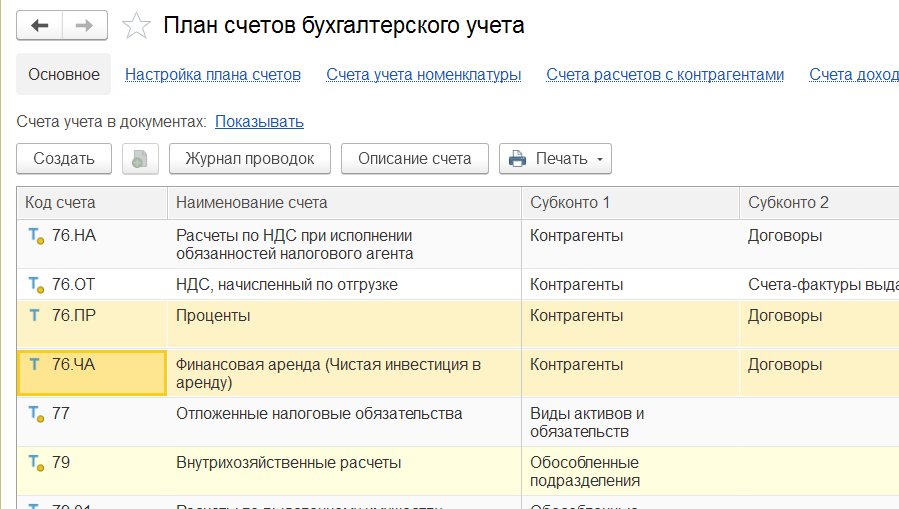 План счетов бухгалтерского учета
Основное Настройка плана счетов Счета учета номенклатуры Счета расчетов с контрагентами Счета доход
Счета учета в документах: Показывать
Создать Журнал проводок Описание счета Печать
Код счета Наименование счета Субконто 1 Субконто 2
76.НА Расчеты по НДС при исполнении Контрагенты Договоры
обязанностей налогового агента
76.ОТ НДС, начисленный по отгрузке Контрагенты Счета-фактуры выда
76.ПР Проценты Контрагенты Договоры
76.ЧА Финансовая аренда (Чистая инвестиция в Контрагенты Договоры
аренду)
77 Отложенные налоговые обязательства Виды активов и
обязательств
79 Внутрихозяйственные расчеты Обособленные
подразделения